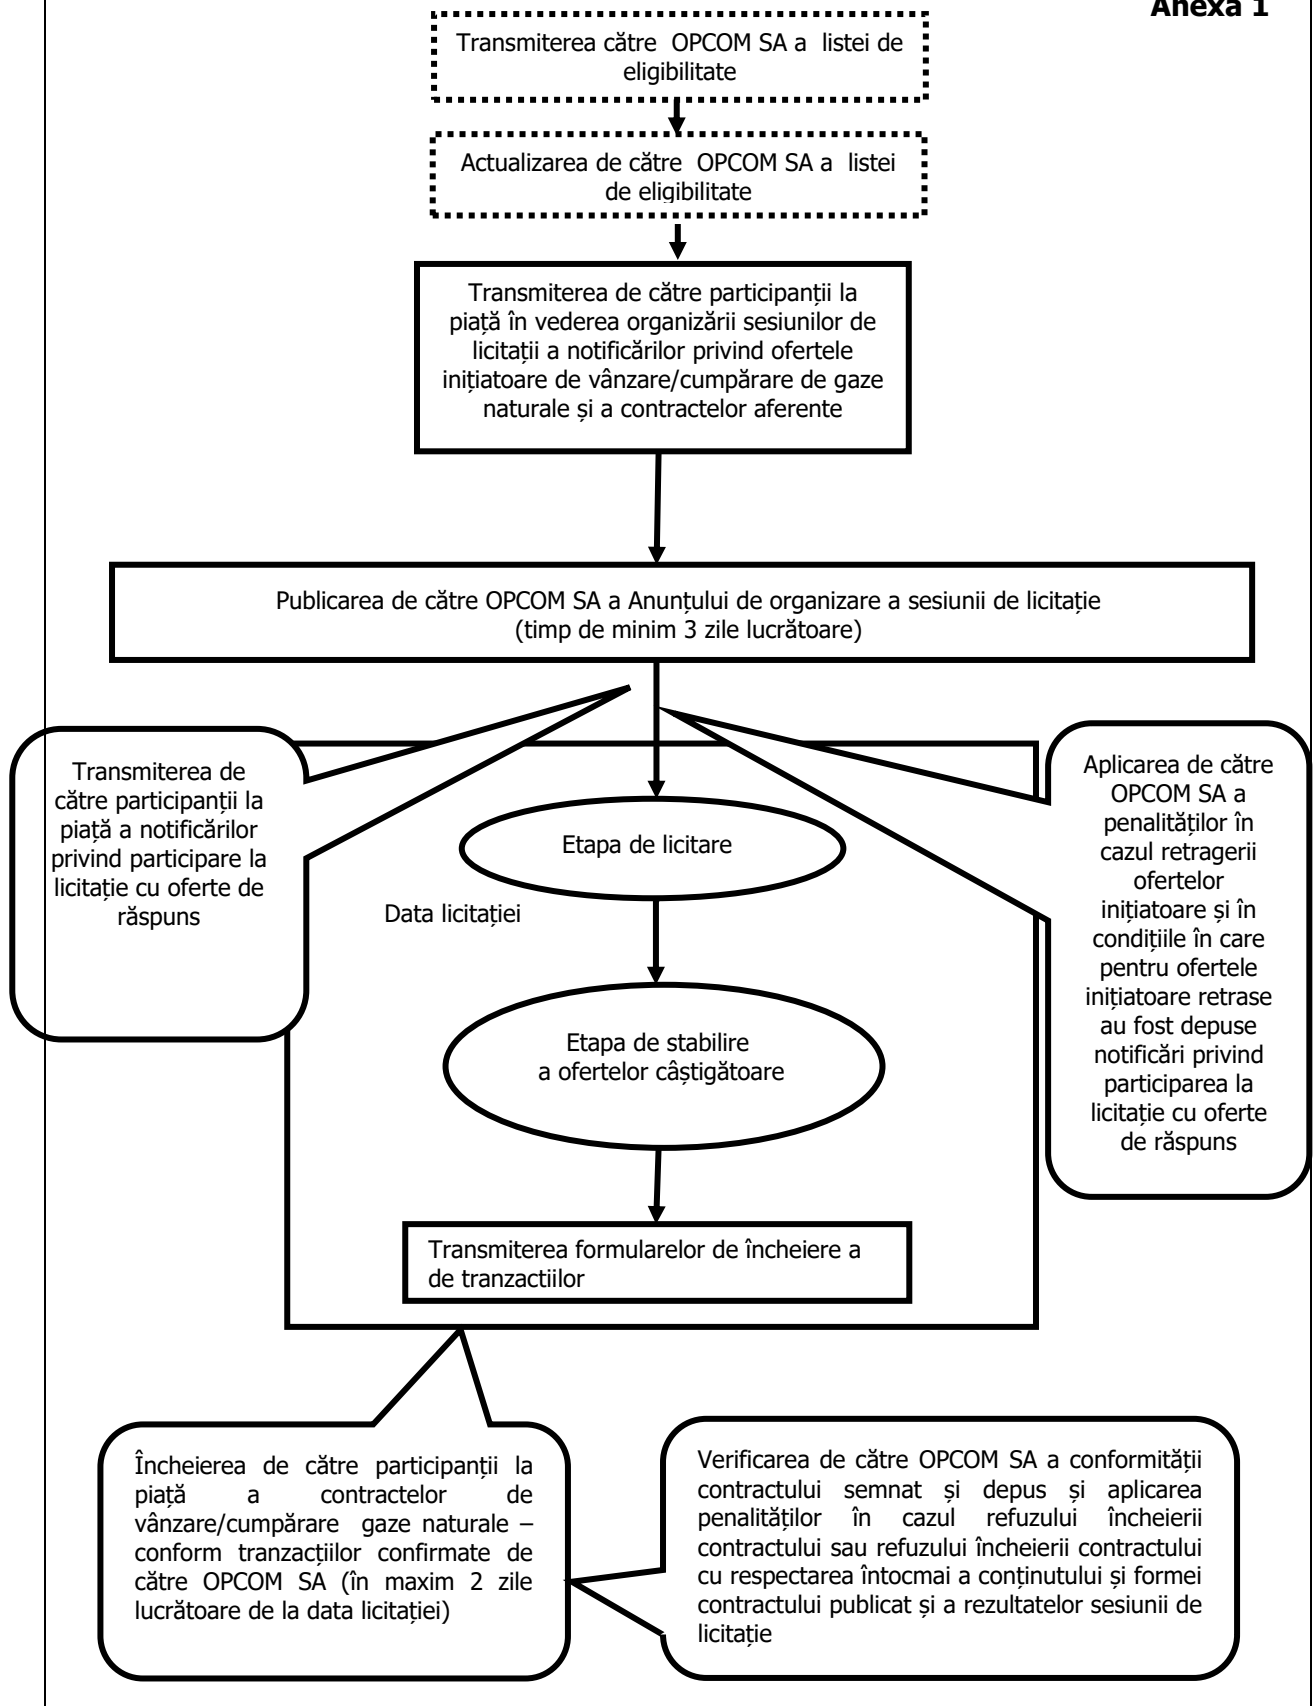 Anexa 1
Transmiterea către OPCOM SA a listei de
eligibilitate
Actualizarea de către OPCOM SA a listei
de eligibilitate
Transmiterea de către participanții la
piață în vederea organizării sesiunilor de
licitații a notificărilor privind ofertele
inițiatoare de vânzare/cumpărare de gaze
naturale și a contractelor aferente
Publicarea de către OPCOM SA a Anunțului de organizare a sesiunii de licitație
(timp de minim 3 zile lucrătoare)
Transmiterea de
către participanții la
piață a notificărilor
privind participare la
licitație cu oferte de
răspuns
Aplicarea de către
OPCOM SA a
penalităților în
cazul retragerii
ofertelor
inițiatoare și în
condițiile în care
pentru ofertele
inițiatoare retrase
au fost depuse
notificări privind
participarea la
licitație cu oferte
de răspuns
Etapa de licitare
Data licitației
Etapa de stabilire
a ofertelor câștigătoare
Transmiterea formularelor de încheiere a
de tranzactiilor
Încheierea de către participanții la
piață a contractelor de
vânzare/cumpărare gaze naturale –
conform tranzacțiilor confirmate de
către OPCOM SA (în maxim 2 zile
lucrătoare de la data licitației)
Verificarea de către OPCOM SA a conformității
contractului semnat și depus și aplicarea
penalităților în cazul refuzului încheierii
contractului sau refuzului încheierii contractului
cu respectarea întocmai a conținutului și formei
contractului publicat și a rezultatelor sesiunii de
licitație